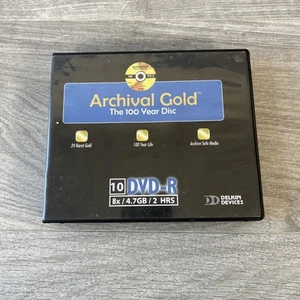 Archival Gold™
The 100 Year Disc
24 Karat Gold
100 Year Life
Archive Safe Media
10 DVD-R
8x / 4.7GB / 2 HRS
DELKIN
DEVICES